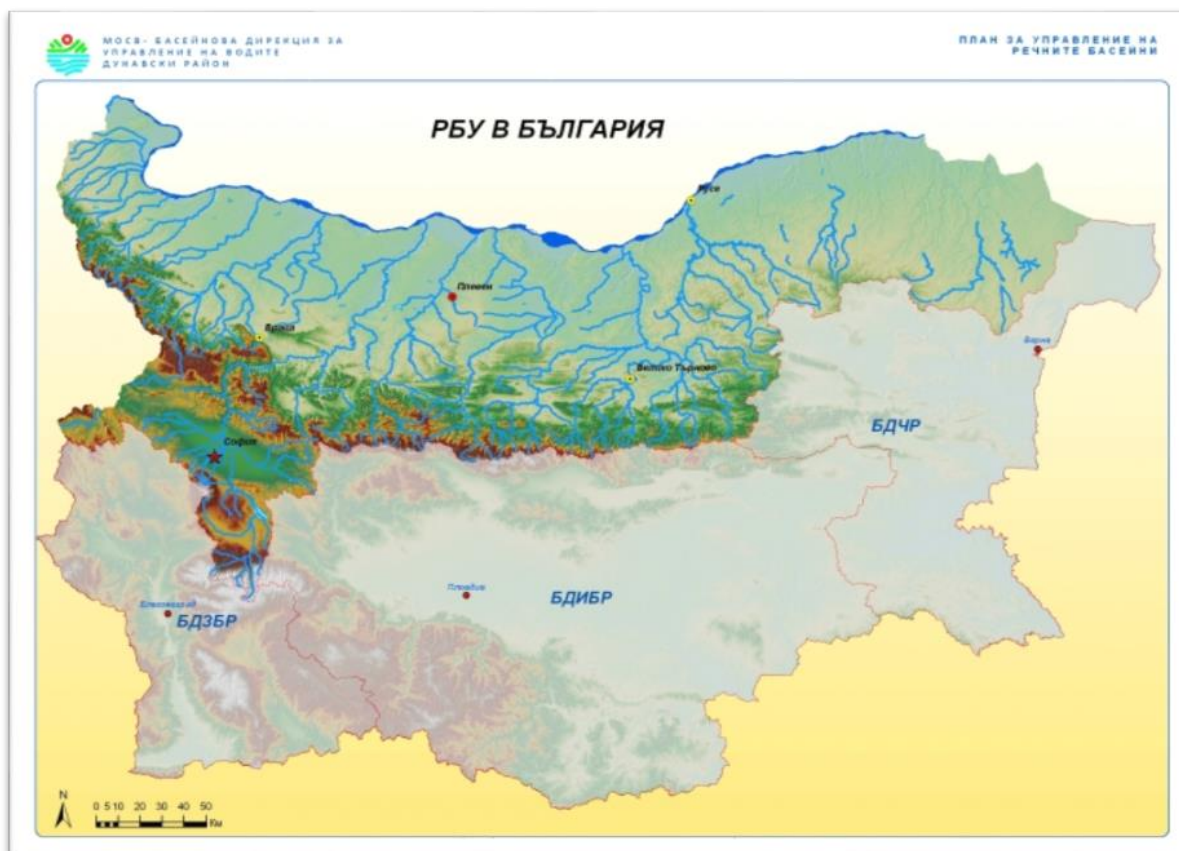 МОСВ- БАСЕЙНОВА ДИРЕКЦИЯ ЗА
УПРАВЛЕНИЕ НА ВОДИТЕ
ДУНАВСКИ РАЙОН
ПЛАН ЗА УПРАВЛЕНИЕ НА
РЕЧНИТЕ БАСЕЙНИ
РБУ В БЪЛГАРИЯ
Русе
Плевен
Враца
Варна
Велико Търново
БДЧР
София
Пловдив
БДИБР
Благоевград
БДЗБР
N
0 5 10 20 30 40 50
Км